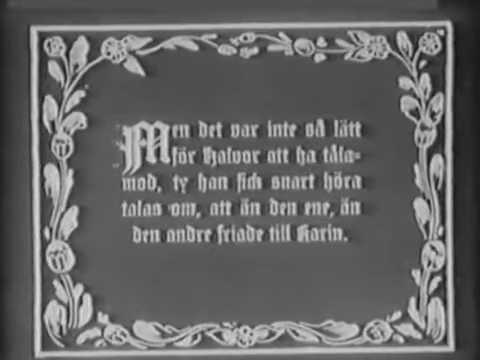 Men det var inte så lätt
för Halvor att ha tåla-
mod, ty han fick snart höra
talas om, att än den ene, än
den andre friade till Karin.